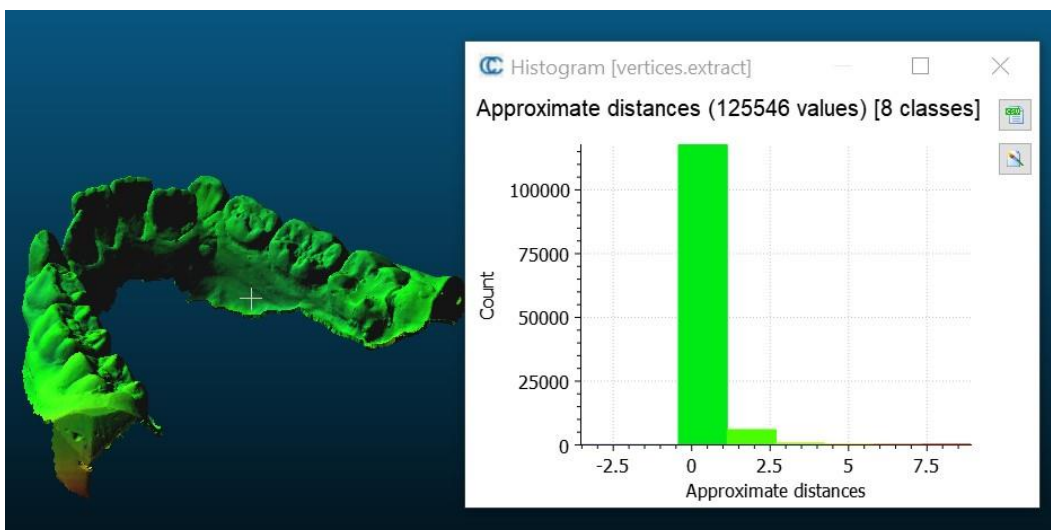 Histogram [vertices.extract]
Approximate distances (125546 values) [8 classes]
CSV
100000
75000
50000
25000
0
Count
-2.5 0 2.5 5 7.5
Approximate distances